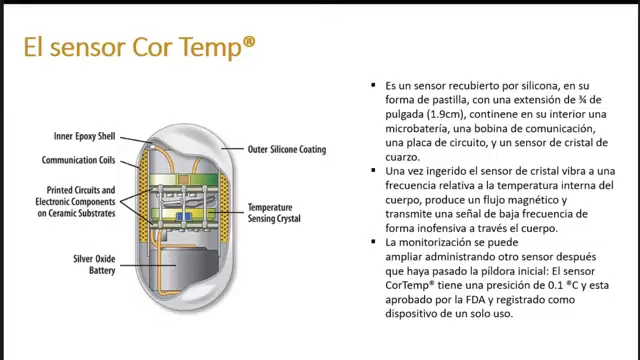 El sensor Cor Temp®
Inner Epoxy Shell
Communication Coils
Printed Circuits and
Electronic Components
on Ceramic Substrates
Silver Oxide
Battery
Outer Silicone Coating
Temperature
Sensing Crystal
▪ Es un sensor recubierto por silicona, en su
forma de pastilla, con una extensión de ¾ de
pulgada (1.9cm), continene en su interior una
microbatería, una bobina de comunicación,
una placa de circuito, y un sensor de cristal de
cuarzo.
▪ Una vez ingerido el sensor de cristal vibra a una
frecuencia relativa a la temperatura interna del
cuerpo, produce un flujo magnético y
transmite una señal de baja frecuencia de
forma inofensiva a través el cuerpo.
▪ La monitorización se puede
ampliar administrando otro sensor después
que haya pasado la píldora inicial: El sensor
CorTemp® tiene una presición de 0.1 ®C y esta
aprobado por la FDA y registrado como
dispositivo de un solo uso.